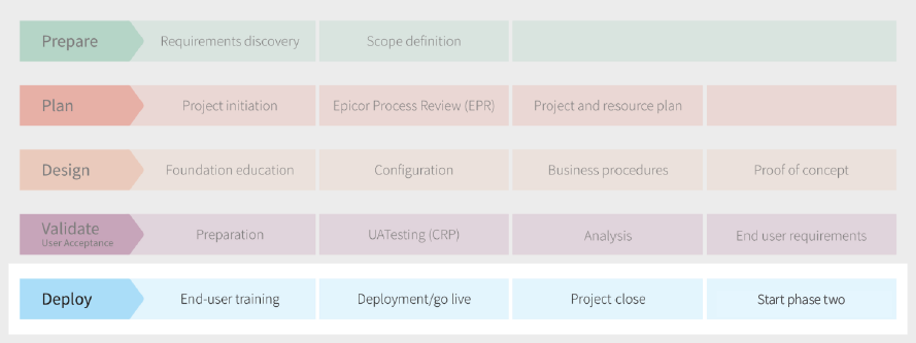 Prepare
Requirements discovery
Scope definition
Plan
Project initiation
Epicor Process Review (EPR)
Project and resource plan
Design
Foundation education
Configuration
Business procedures
Proof of concept
Validate
User Acceptance
Preparation
UATesting (CRP)
Analysis
End user requirements
Deploy
End-user training
Deployment/go live
Project-close
Start phase two